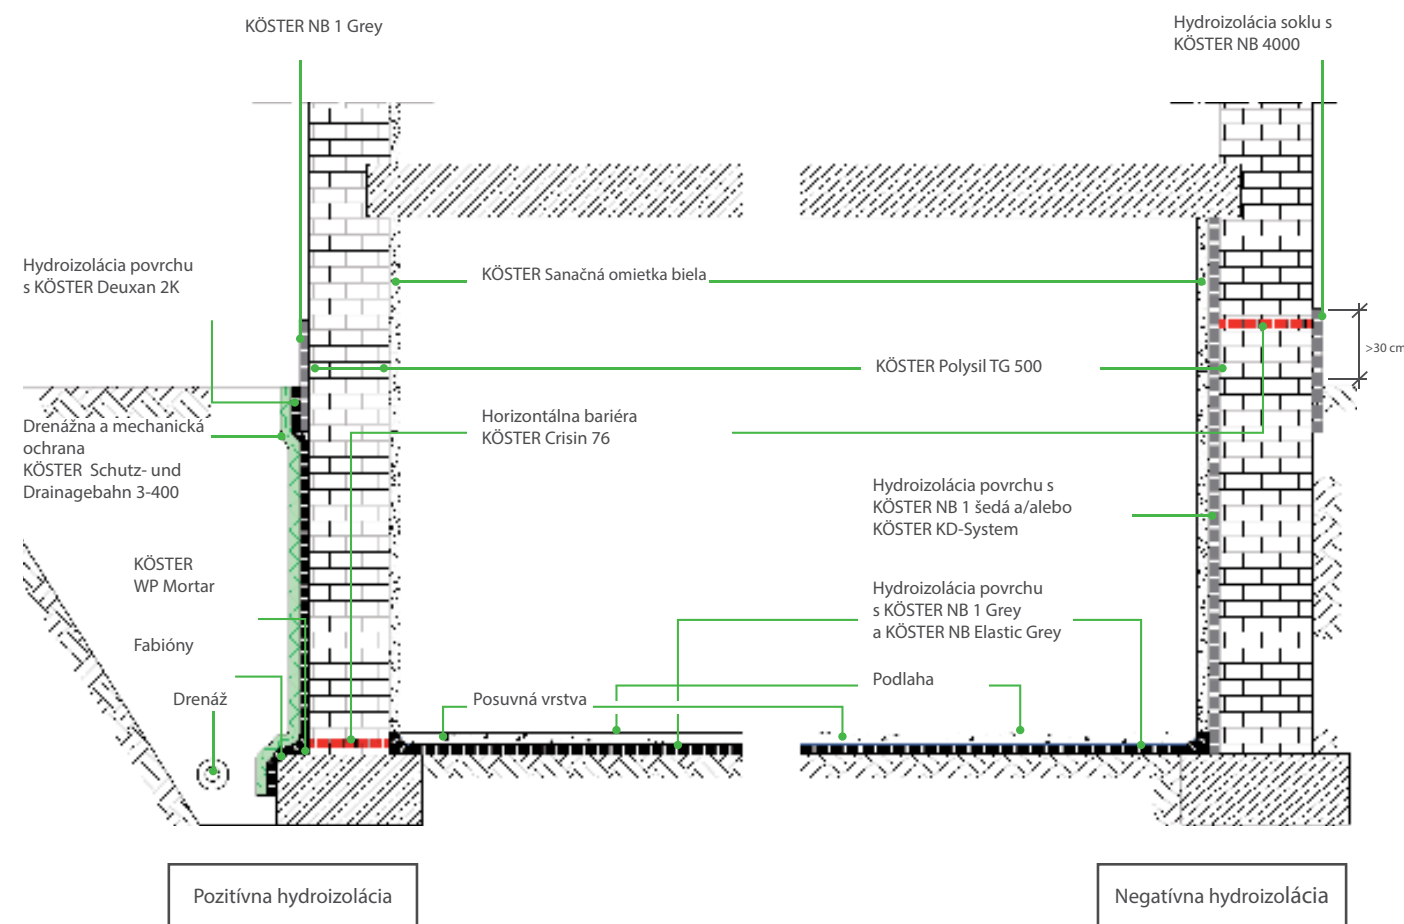 KÖSTER NB 1 Grey
Hydroizolácia soklu s
KÖSTER NB 4000
Hydroizolácia povrchu
s KÖSTER Deuxan 2K
KÖSTER Sanačná omietka biela
>30 cm
KÖSTER Polysil TG 500
Drenážna a mechanická
ochrana
KÖSTER Schutz- und
Drainagebahn 3-400
Horizontálna bariéra
KÖSTER Crisin 76
Hydroizolácia povrchu s
KÖSTER NB 1 šedá a/alebo
KÖSTER KD-System
KÖSTER
WP Mortar
Hydroizolácia povrchu
s KÖSTER NB 1 Grey
a KÖSTER NB Elastic Grey
Fabióny
Podlaha
Drenáž
Posuvná vrstva
Pozitívna hydroizolácia
Negatívna hydroizolácia